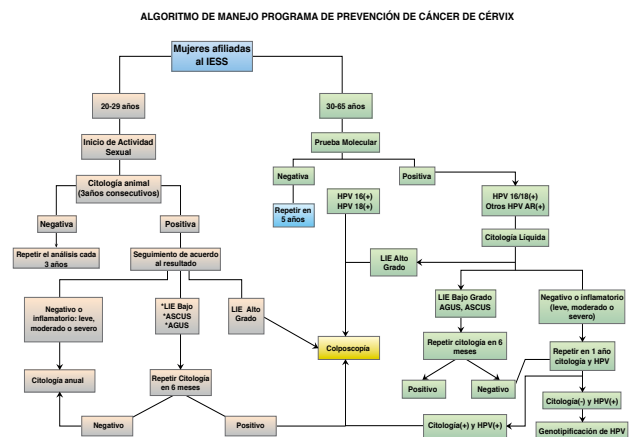 ALGORITMO DE MANEJO PROGRAMA DE PREVENCIÓN DE CÁNCER DE CÉRVIX
Mujeres afiliadas
al IESS
20-29 años
30-65 años
Inicio de Actividad
Sexual
Prueba Molecular
Citología animal
(3años consecutivos)
Negativa
Positiva
Negativa
Positiva
Repetir en
5 años
HPV 16(+)
HPV 18(+)
HPV 16/18(+)
Otros HPV AR(+)
Citología Líquida
Repetir el análisis cada
3 años
Seguimiento de acuerdo
al resultado
LIE Alto
Grado
Negativo o
inflamatorio: leve,
moderado o severo
*LIE Bajo
*ASCUS
*AGUS
LIE Alto
Grado
LIE Bajo Grado
AGUS, ASCUS
Negativo o inflamatorio
(leve, moderado o
severo)
Colposcopía
Repetir citología en 6
meses
Repetir en 1 año
citología y HPV
Citología anual
Repetir Citología
en 6 meses
Positivo
Negativo
Citología(-) y HPV(+)
Negativo
Positivo
Citología(+) y HPV(+)
Genotipificación de HPV